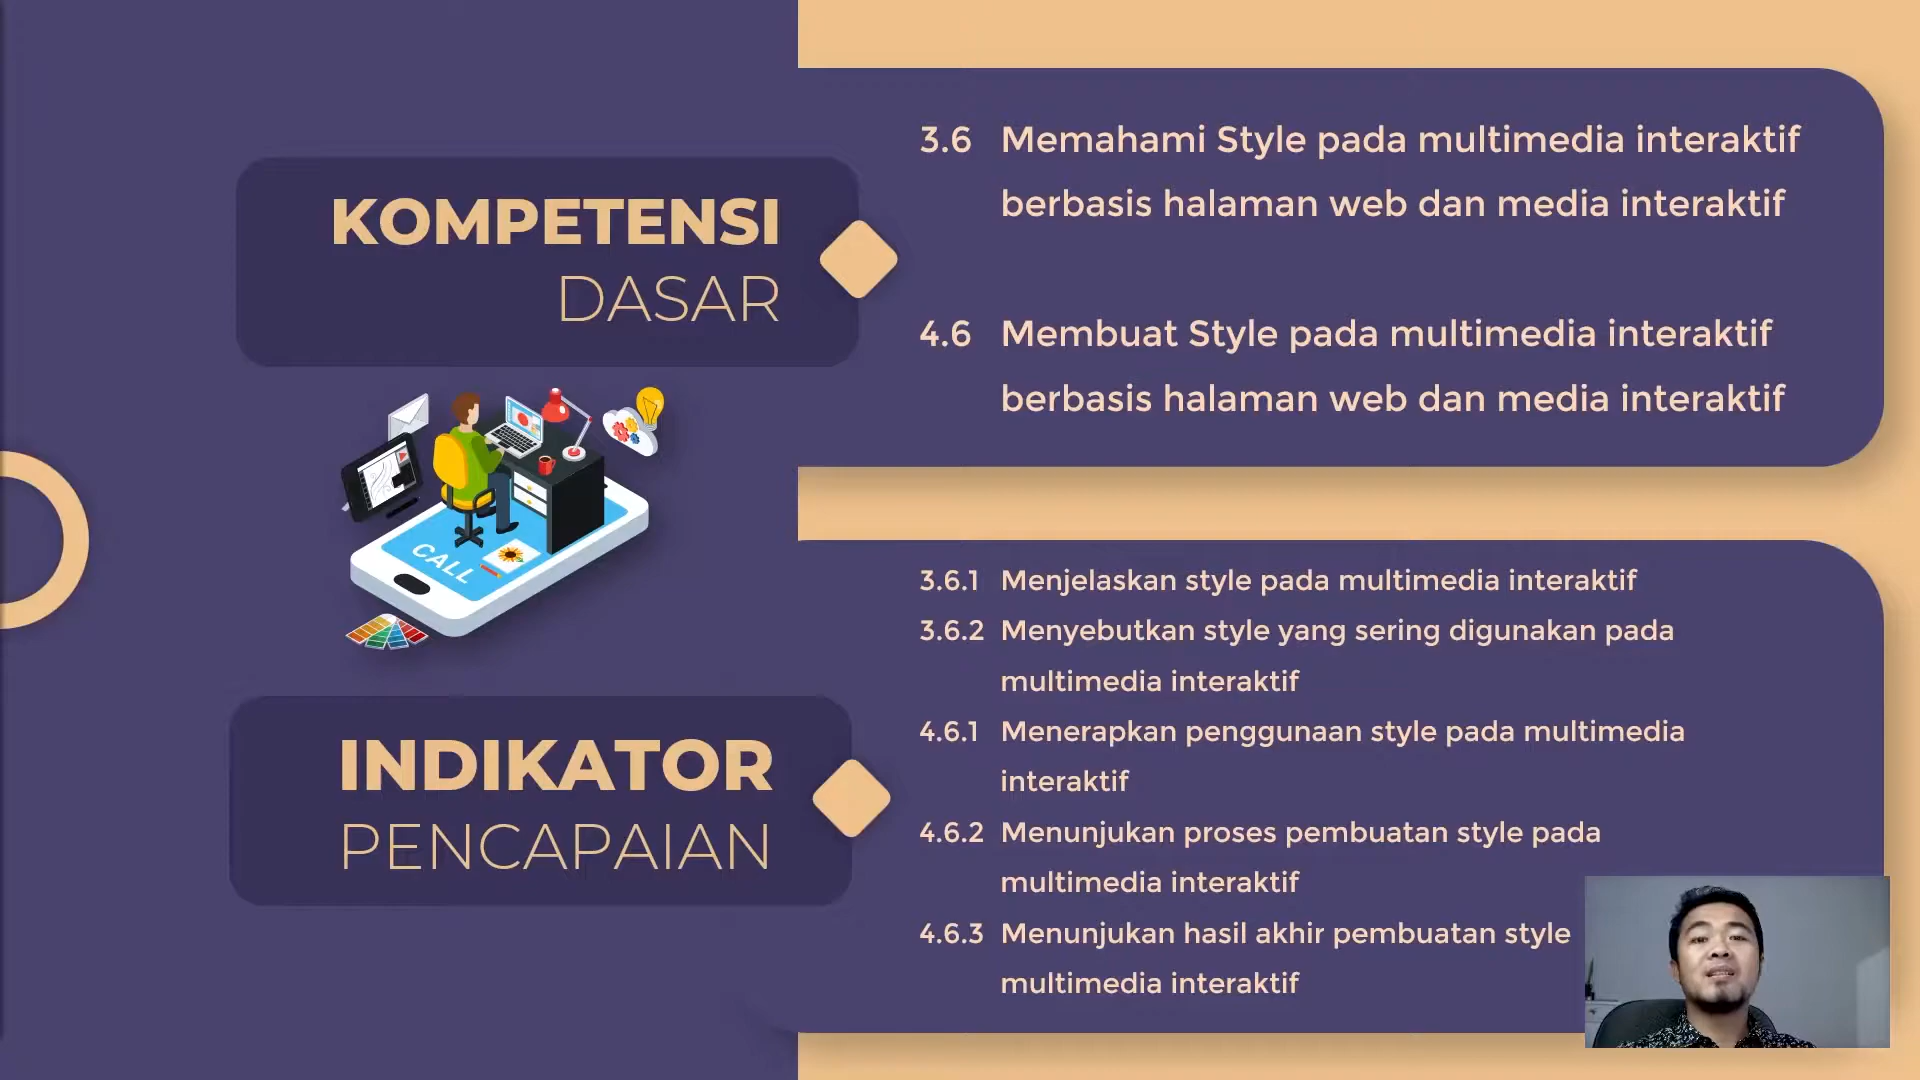 KOMPETENSI
DASAR
3.6 Memahami Style pada multimedia interaktif
berbasis halaman web dan media interaktif
4.6 Membuat Style pada multimedia interaktif
berbasis halaman web dan media interaktif
CALL
INDIKATOR
PENCAPAIAN
3.6.1 Menjelaskan style pada multimedia interaktif
3.6.2 Menyebutkan style yang sering digunakan pada
multimedia interaktif
4.6.1 Menerapkan penggunaan style pada multimedia
interaktif
4.6.2 Menunjukan proses pembuatan style pada
multimedia interaktif
4.6.3 Menunjukan hasil akhir pembuatan style
multimedia interaktif